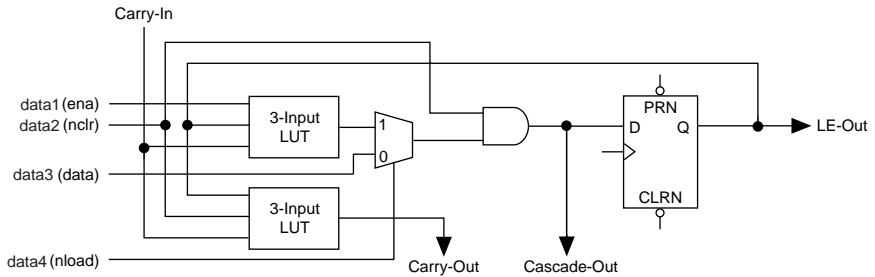 Carry-In
data1 (ena)
data2 (nclr)
3-Input
LUT
1
0
data3 (data)
3-Input
LUT
data4 (nload)
Carry-Out
Cascade-Out
PRN
D
Q
CLRN
LE-Out